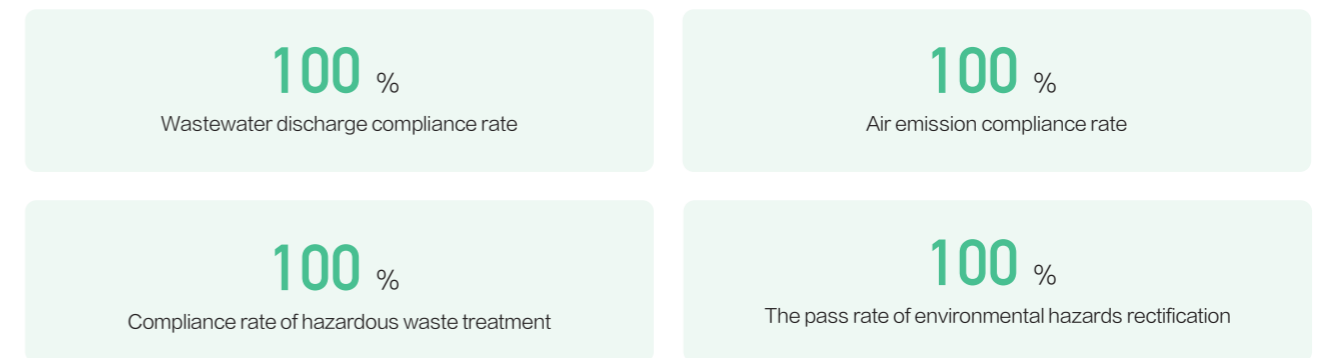 100 %
Wastewater discharge compliance rate
100 %
Air emission compliance rate
100 %
Compliance rate of hazardous waste treatment
100 %
The pass rate of environmental hazards rectification